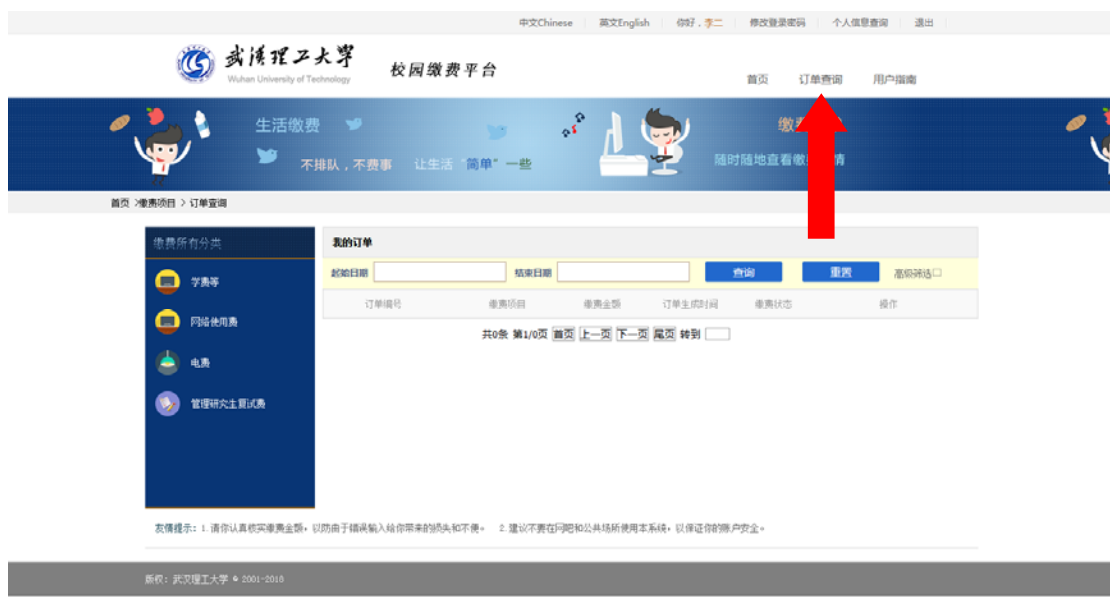 中文Chinese 英文English 你好，李二 修改登录密码 个人信息查询 退出
武汉理工大学
Wuhan University of Technology
校园缴费平台
首页 订单查询 用户指南
生活缴费
不排队，不费事 让生活“简单”一些
缴费
随时随地查看缴 情
首页 >缴费项目 > 订单查询
缴费所有分类
学费等
网络使用费
电费
管理研究生复试费
我的订单
起始日期 结束日期 查询 重置 高级筛选
订单编号 缴费项目 缴费金额 订单生成时间 缴费状态 操作
共0条 第1/0页 首页 上一页 下一页 尾页 转到
友情提示：1.请你认真核实缴费金额，以防由于错误输入给你带来的损失和不便。 2.建议不要在网吧和公共场所使用本系统，以保证你的账户安全。
版权：武汉理工大学 © 2001-2016